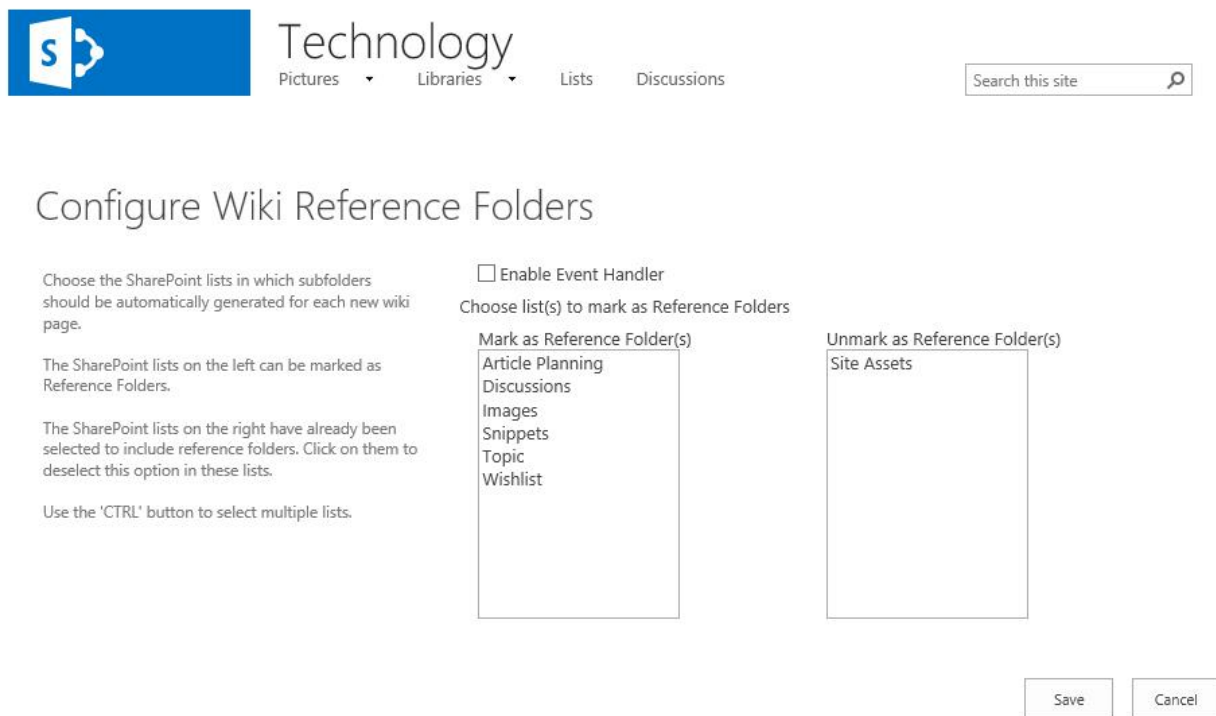 S
Technology
Pictures Libraries Lists Discussions
Search this site
Configure Wiki Reference Folders
Choose the SharePoint lists in which subfolders
should be automatically generated for each new wiki
page.
The SharePoint lists on the left can be marked as
Reference Folders.
The SharePoint lists on the right have already been
selected to include reference folders. Click on them to
deselect this option in these lists.
Use the 'CTRL' button to select multiple lists.
Enable Event Handler
Choose list(s) to mark as Reference Folders
Mark as Reference Folder(s)
Article Planning
Discussions
Images
Snippets
Topic
Wishlist
Unmark as Reference Folder(s)
Site Assets
Save Cancel